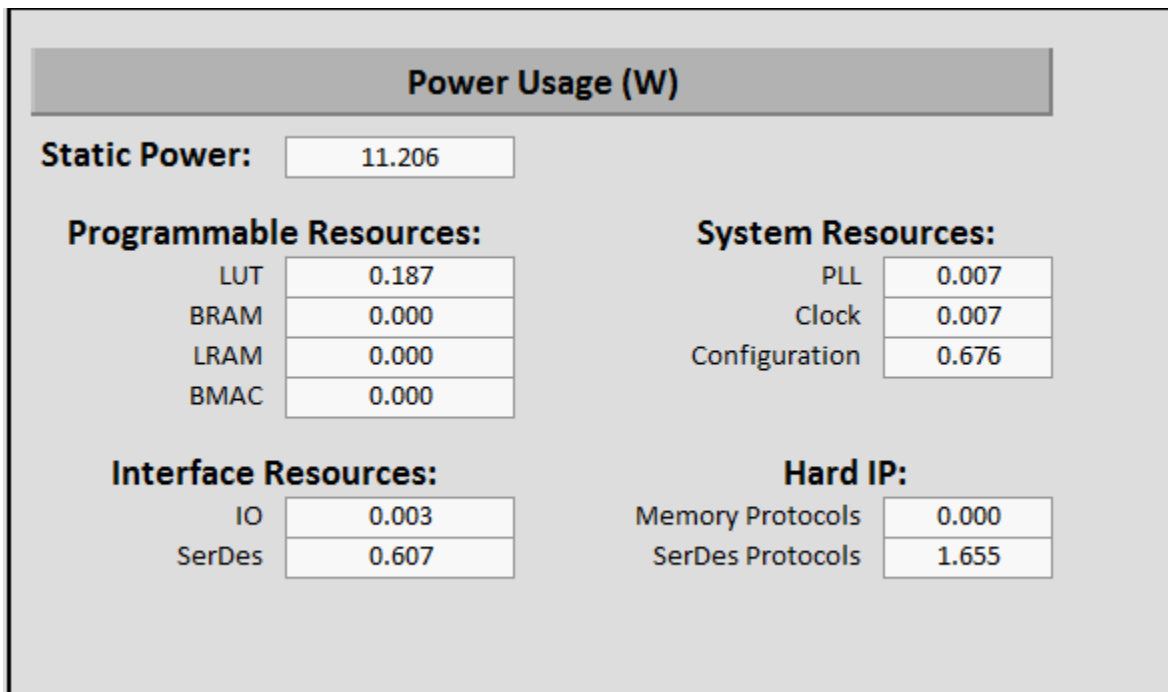 Power Usage (W)
Static Power: 11.206
Programmable Resources:
LUT 0.187
BRAM 0.000
LRAM 0.000
BMAC 0.000
System Resources:
PLL 0.007
Clock 0.007
Configuration 0.676
Interface Resources:
IO 0.003
SerDes 0.607
Hard IP:
Memory Protocols 0.000
SerDes Protocols 1.655